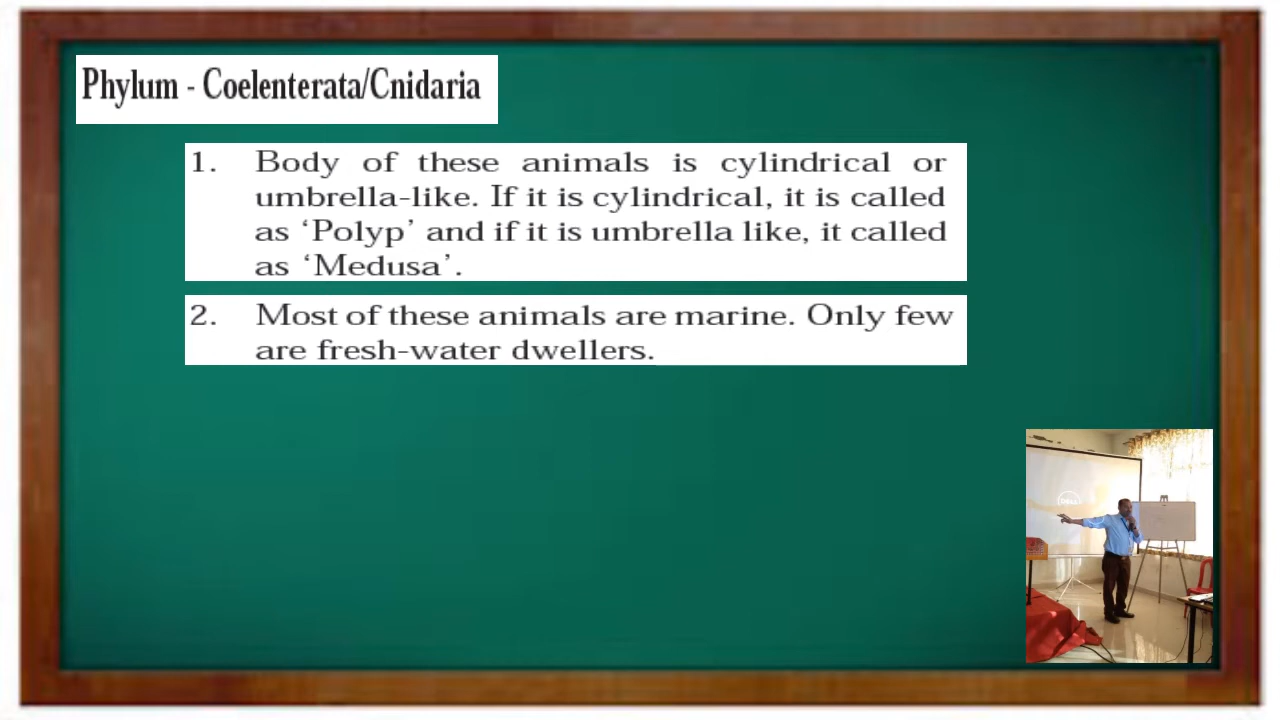 Phylum - Coelenterata/Cnidaria
1. Body of these animals is cylindrical or
umbrella-like. If it is cylindrical, it is called
as ‘Polyp’ and if it is umbrella like, it called
as ‘Medusa’.
2. Most of these animals are marine. Only few
are fresh-water dwellers.
DELL